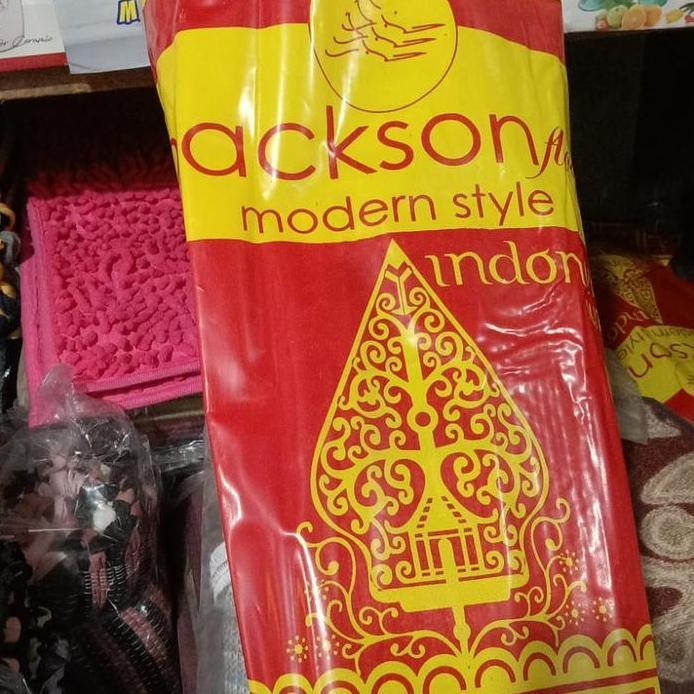 ackson
modern style
indon